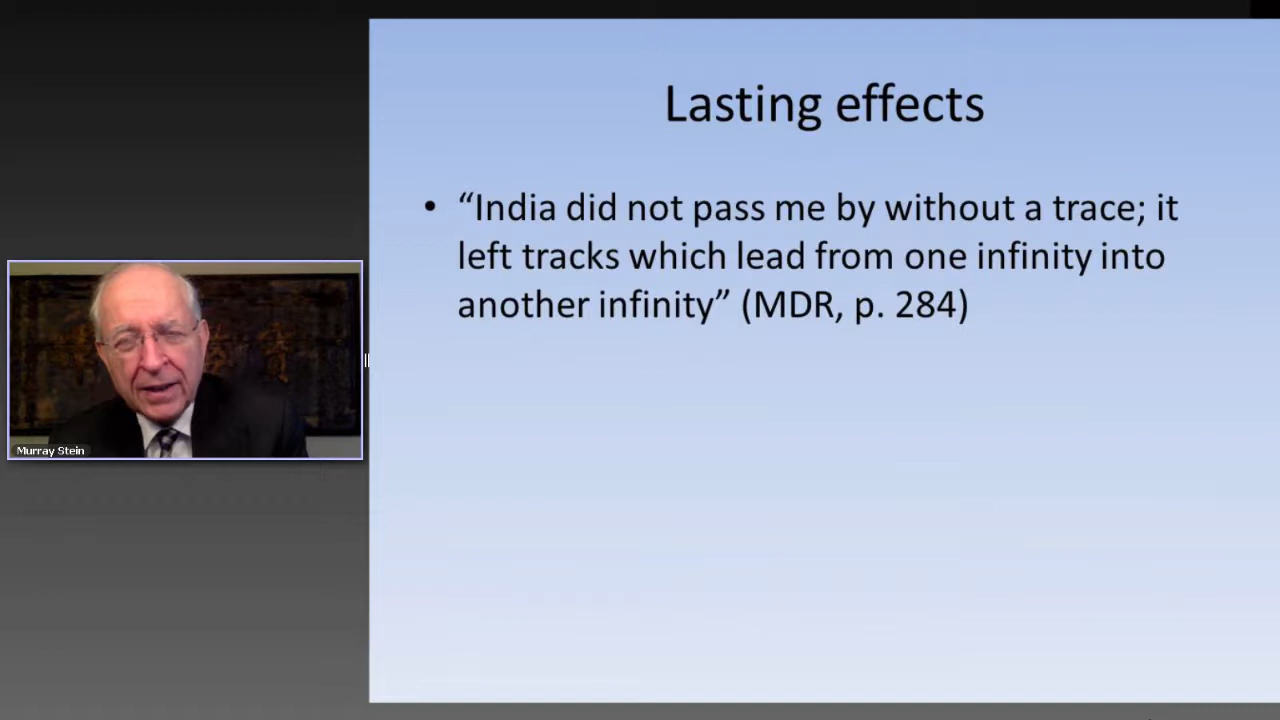 Lasting effects
• “India did not pass me by without a trace; it
left tracks which lead from one infinity into
another infinity” (MDR, p. 284)
Murray Stein